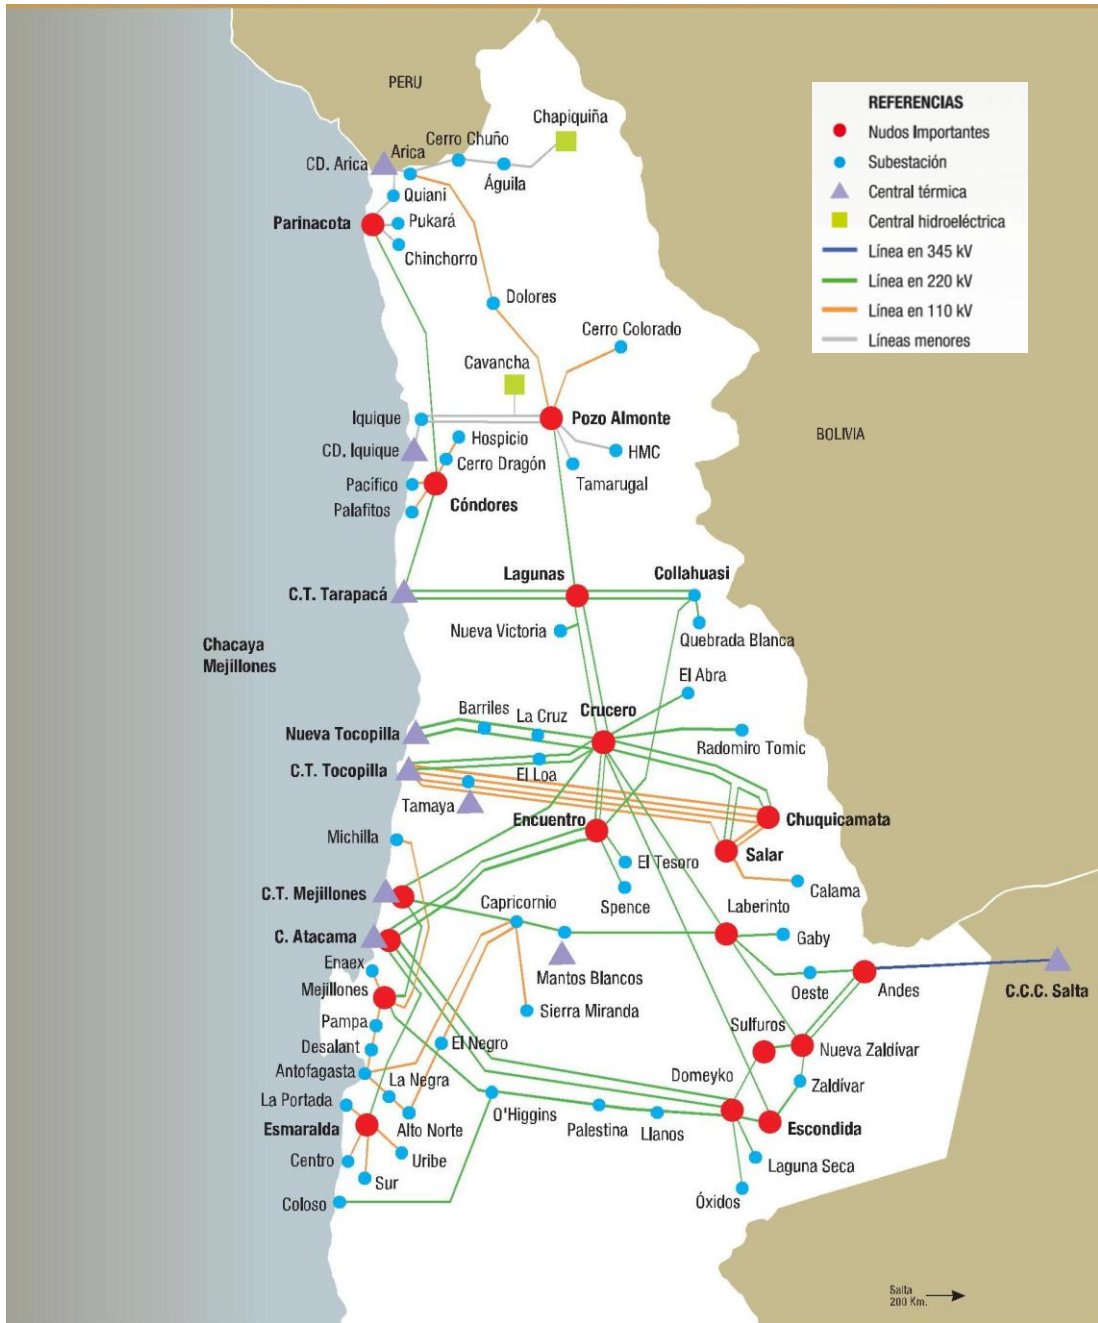 PERU
Chapiquiña
Cerro Chuño
Arica
CD. Arica
Águila
Quiani
Parinacota
Pukará
Chinchorro
REFERENCIAS
Nudos Importantes
Subestación
Central térmica
Central hidroeléctrica
Línea en 345 kV
Línea en 220 kV
Línea en 110 kV
Líneas menores
Dolores
Cerro Colorado
Cavancha
Iquique
Pozo Almonte
BOLIVIA
Hospicio
CD. Iquique
HMC
Cerro Dragón
Tamarugal
Pacífico
Cóndores
Palafitos
Lagunas
Collahuasi
C.T. Tarapacá
Nueva Victoria
Quebrada Blanca
Chacaya
Mejillones
El Abra
Barriles
Crucero
La Cruz
Nueva Tocopilla
Radomiro Tomic
C.T. Tocopilla
El Loa
Tamaya
Encuentro
Chuquicamata
Michilla
Salar
El Tesoro
C.T. Mejillones
Calama
Spence
Capricornio
Laberinto
C. Atacama
Gaby
Enaex
Mantos Blancos
Mejillones
Oeste
Andes
C.C.C. Salta
Sierra Miranda
Pampa
Sulfuros
Desalant
El Negro
Nueva Zaldívar
Antofagasta
Domeyko
La Negra
Zaldívar
La Portada
O'Higgins
Esmaralda
Alto Norte
Palestina
Llanos
Escondida
Centro
Uribe
Laguna Seca
Sur
Coloso
Óxidos
Salta
200 Km.